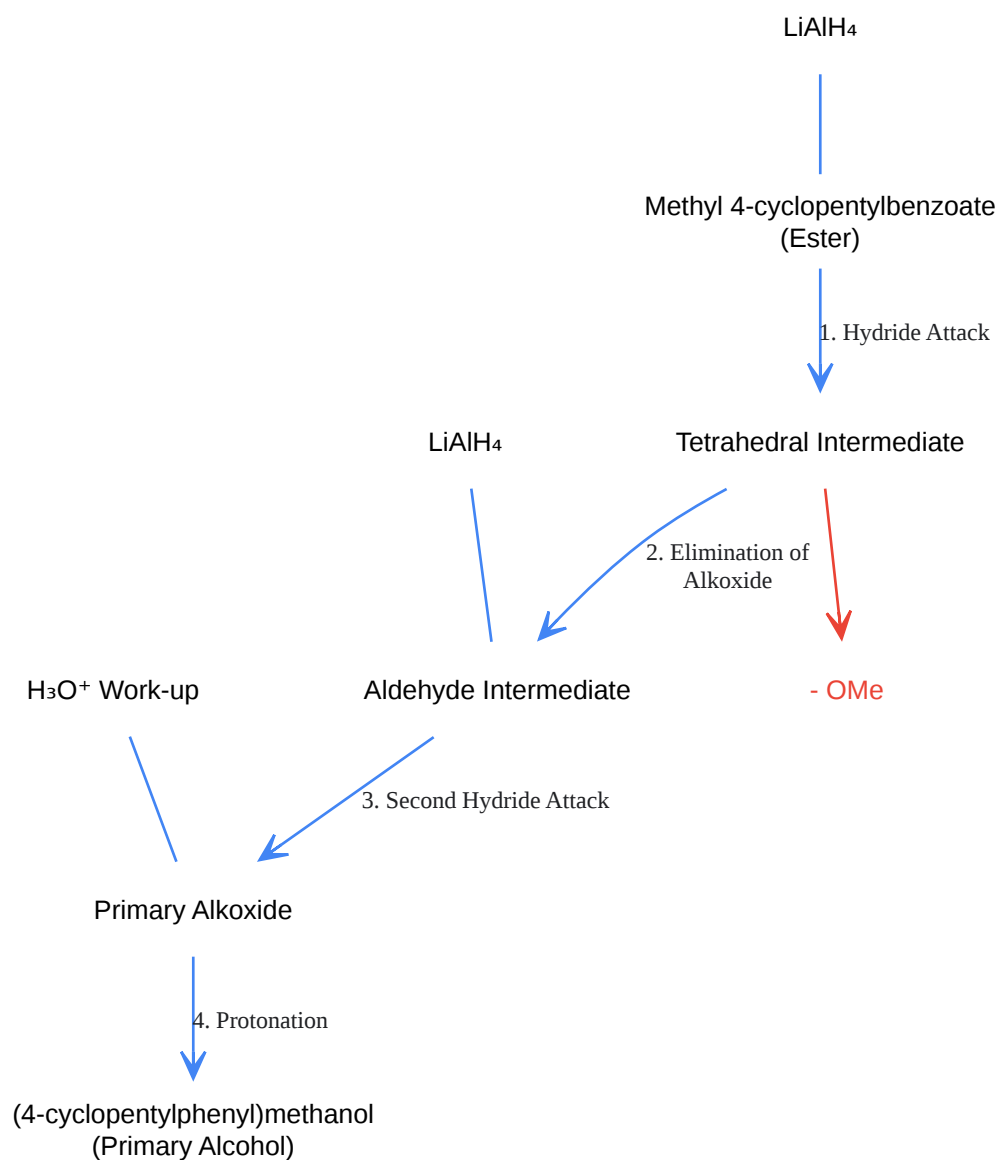 LiAlH₄
Methyl 4-cyclopentylbenzoate
(Ester)
1. Hydride Attack
LiAlH₄
Tetrahedral Intermediate
2. Elimination of
Alkoxide
H₃O⁺ Work-up
Aldehyde Intermediate
- OMe
3. Second Hydride Attack
Primary Alkoxide
4. Protonation
(4-cyclopentylphenyl)methanol
(Primary Alcohol)